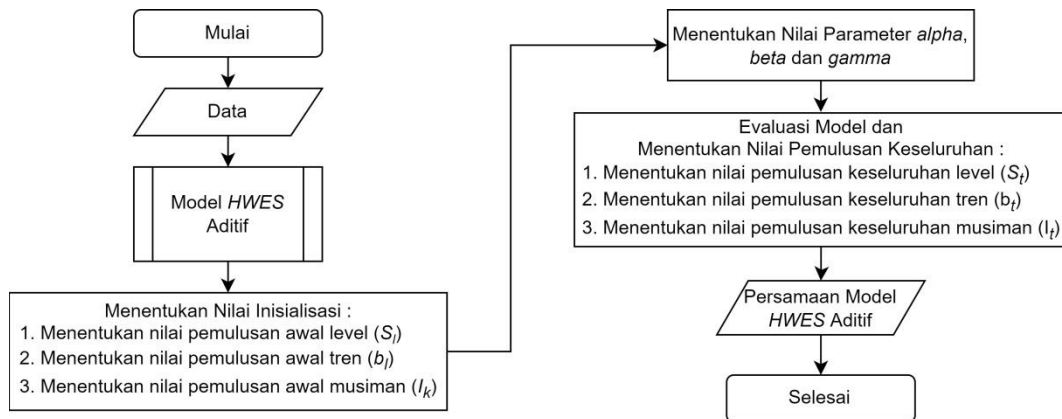 Mulai
Data
Model HWES
Aditif
Menentukan Nilai Inisialisasi :
1. Menentukan nilai pemulusan awal level (Sₗ)
2. Menentukan nilai pemulusan awal tren (bₗ)
3. Menentukan nilai pemulusan awal musiman (Iₖ)
Menentukan Nilai Parameter alpha,
beta dan gamma
Evaluasi Model dan
Menentukan Nilai Pemulusan Keseluruhan :
1. Menentukan nilai pemulusan keseluruhan level (Sₜ)
2. Menentukan nilai pemulusan keseluruhan tren (bₜ)
3. Menentukan nilai pemulusan keseluruhan musiman (Iₜ)
Persamaan Model
HWES Aditif
Selesai